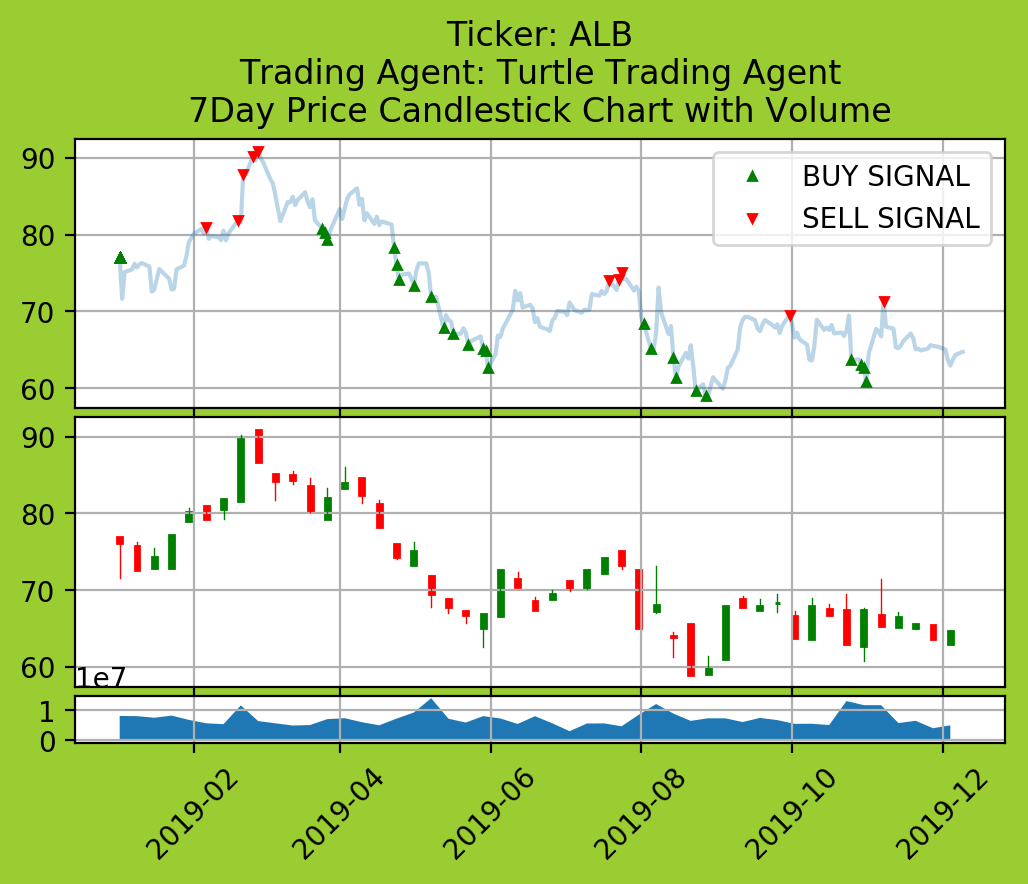 Ticker: ALB
Trading Agent: Turtle Trading Agent
7Day Price Candlestick Chart with Volume
90
80
70
60
BUY SIGNAL
SELL SIGNAL
90
80
70
60
1e7
1
0
2019-02
2019-04
2019-06
2019-08
2019-10
2019-12